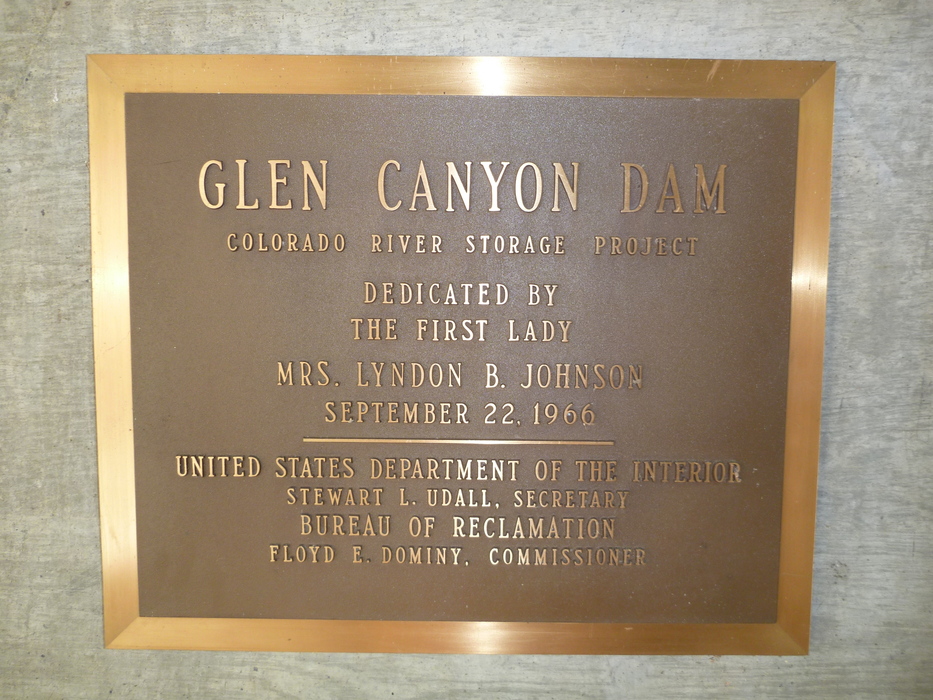 GLEN CANYON DAM
COLORADO RIVER STORAGE PROJECT
DEDICATED BY
THE FIRST LADY
MRS. LYNDON B. JOHNSON
SEPTEMBER 22, 1966
UNITED STATES DEPARTMENT OF THE INTERIOR
STEWART L. UDALL, SECRETARY
BUREAU OF RECLAMATION
FLOYD E. DOMINY, COMMISSIONER